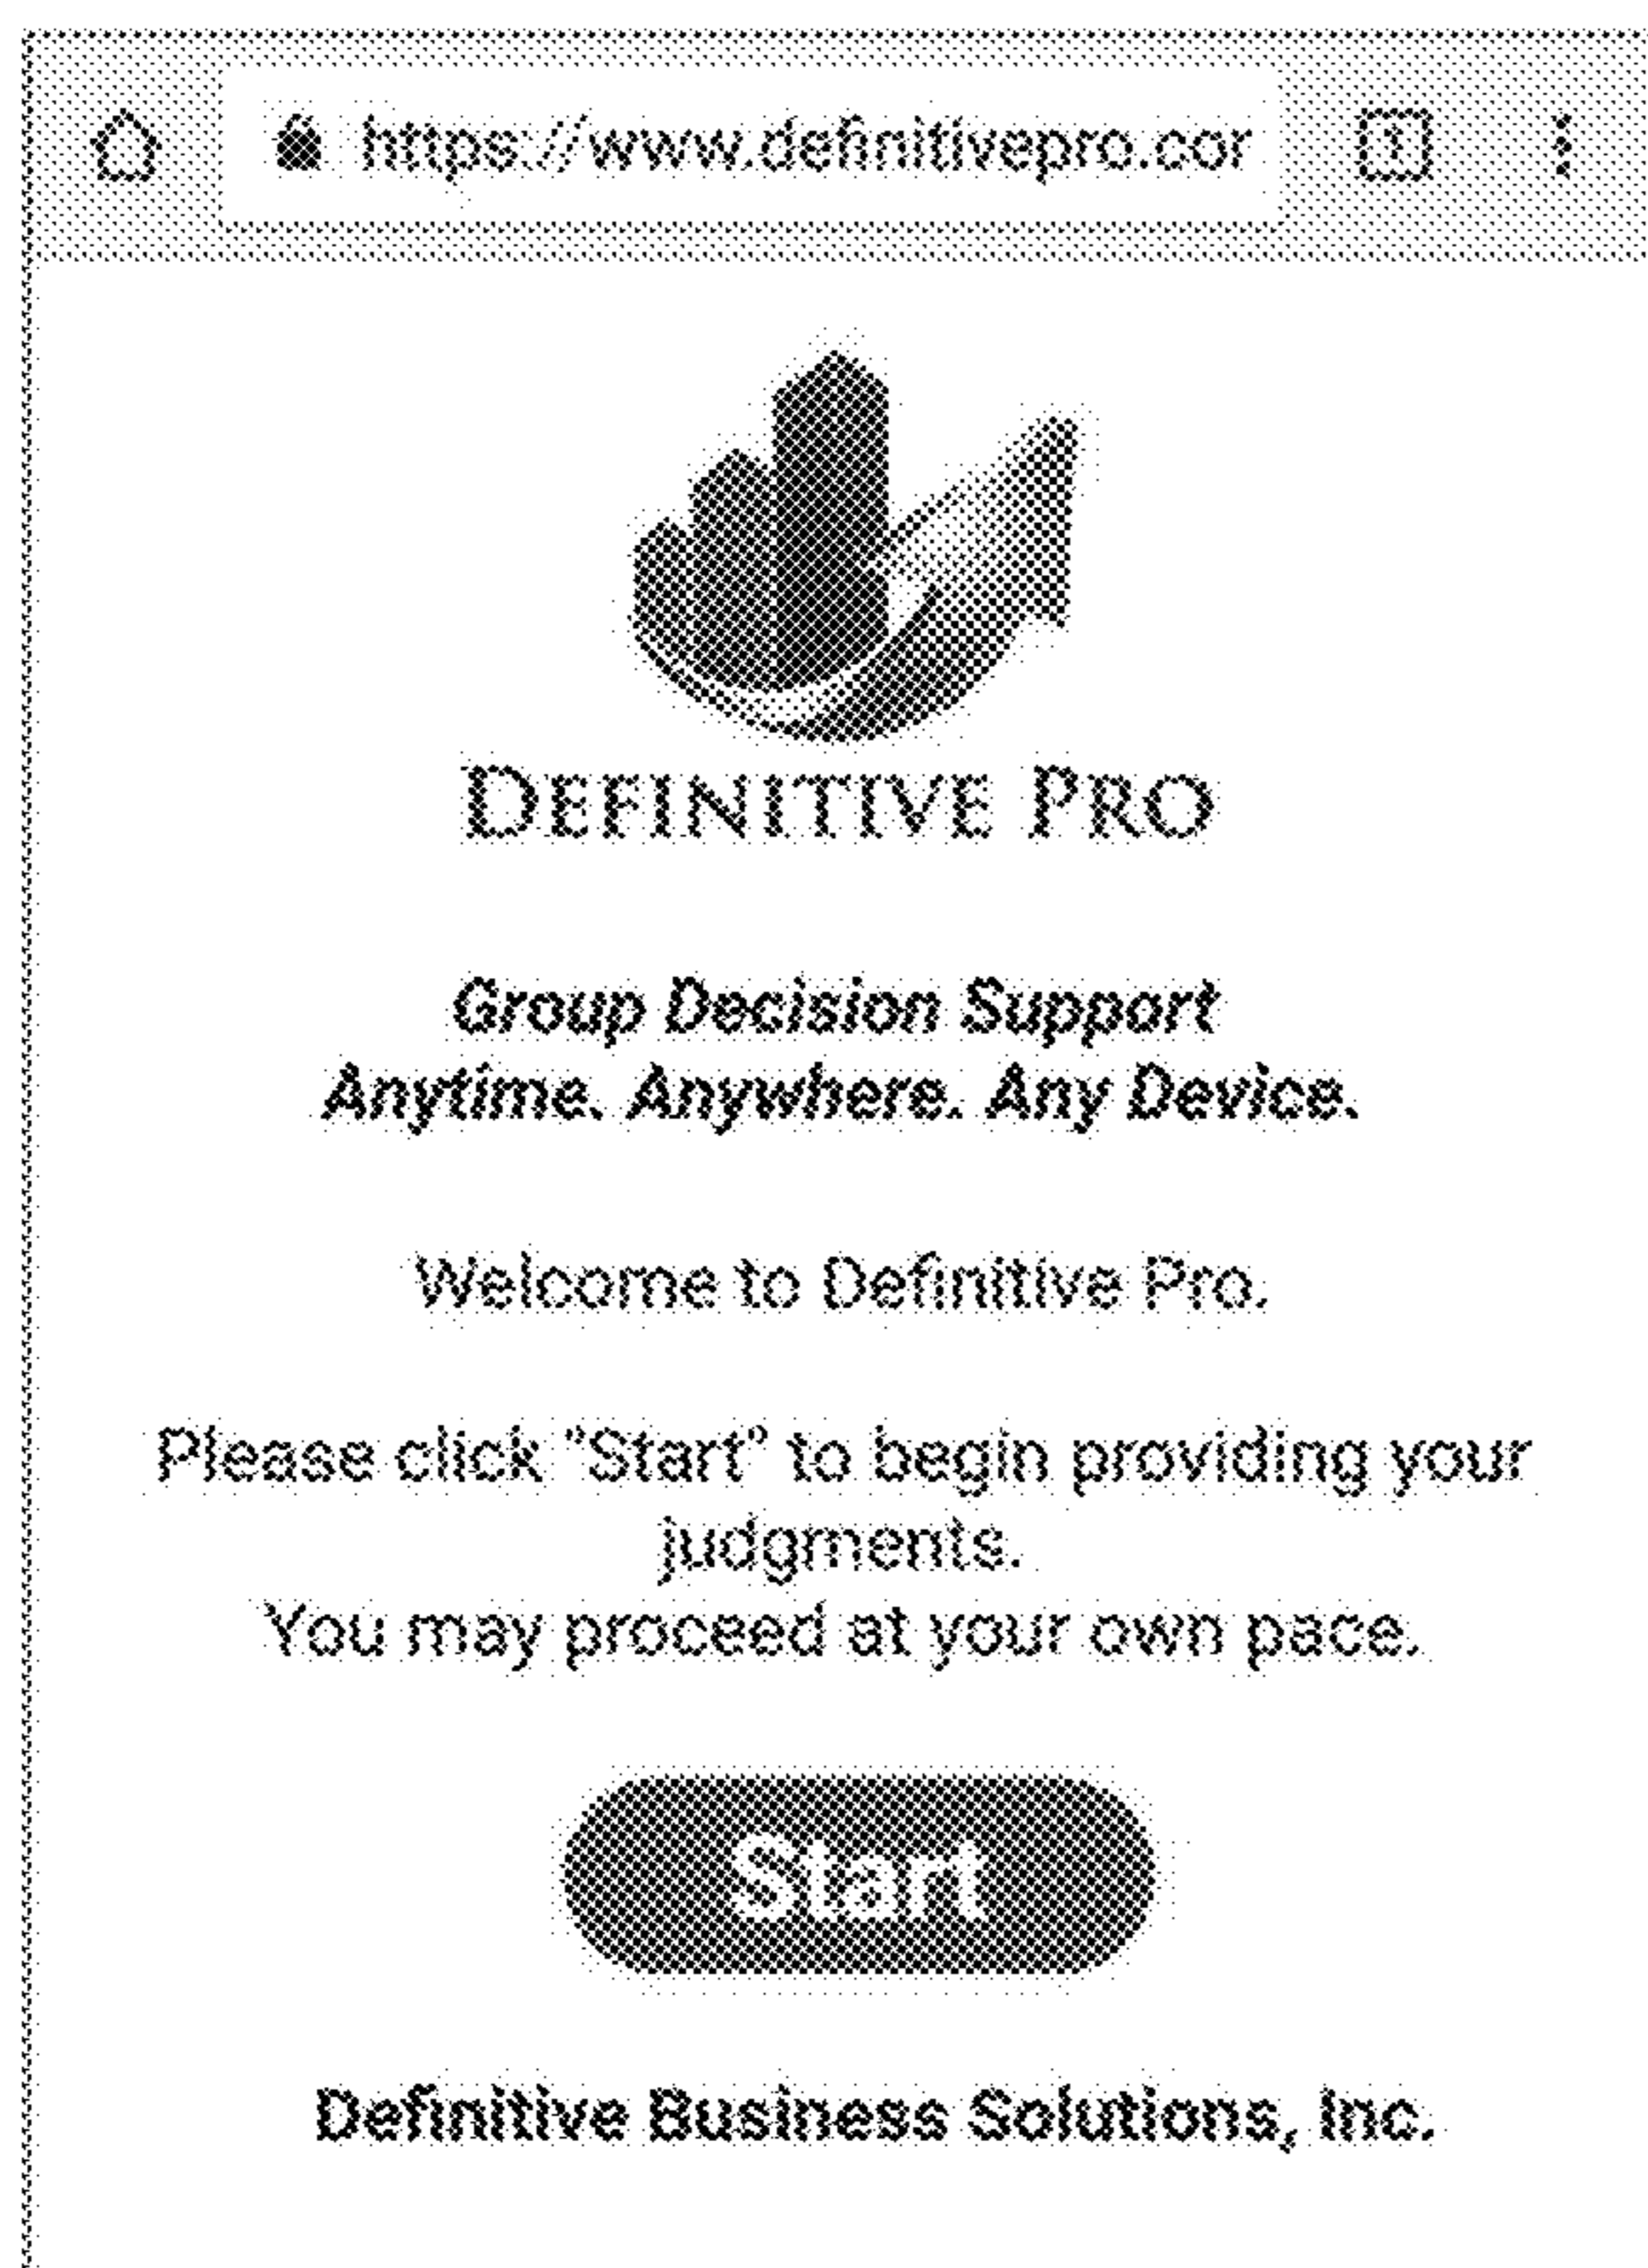 https://www.definitivepro.cor
1
DEFINITIVE PRO
Group Decision Support
Anytime. Anywhere. Any Device.
Welcome to Definitive Pro.
Please click "Start" to begin providing your
judgments.
You may proceed at your own pace.
Start
Definitive Business Solutions, Inc.